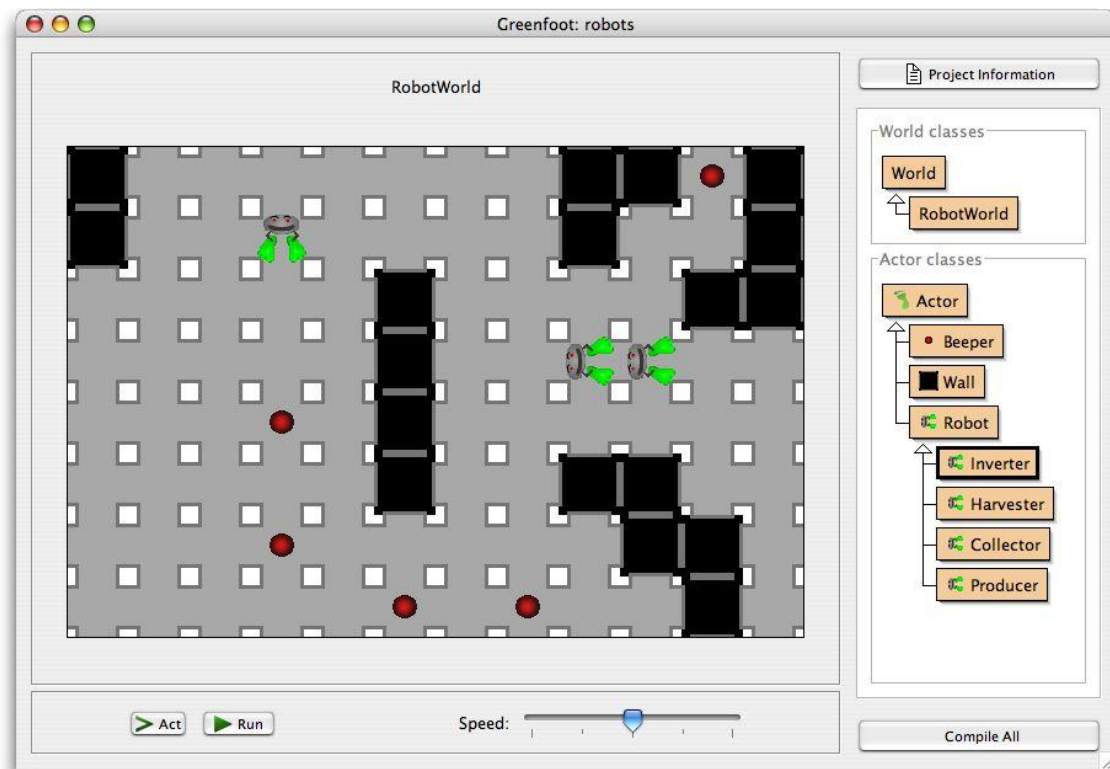 Greenfoot: robots
RobotWorld
Act
Run
Speed:
Project Information
World classes
World
RobotWorld
Actor classes
Actor
Beeper
Wall
Robot
Inverter
Harvester
Collector
Producer
Compile All